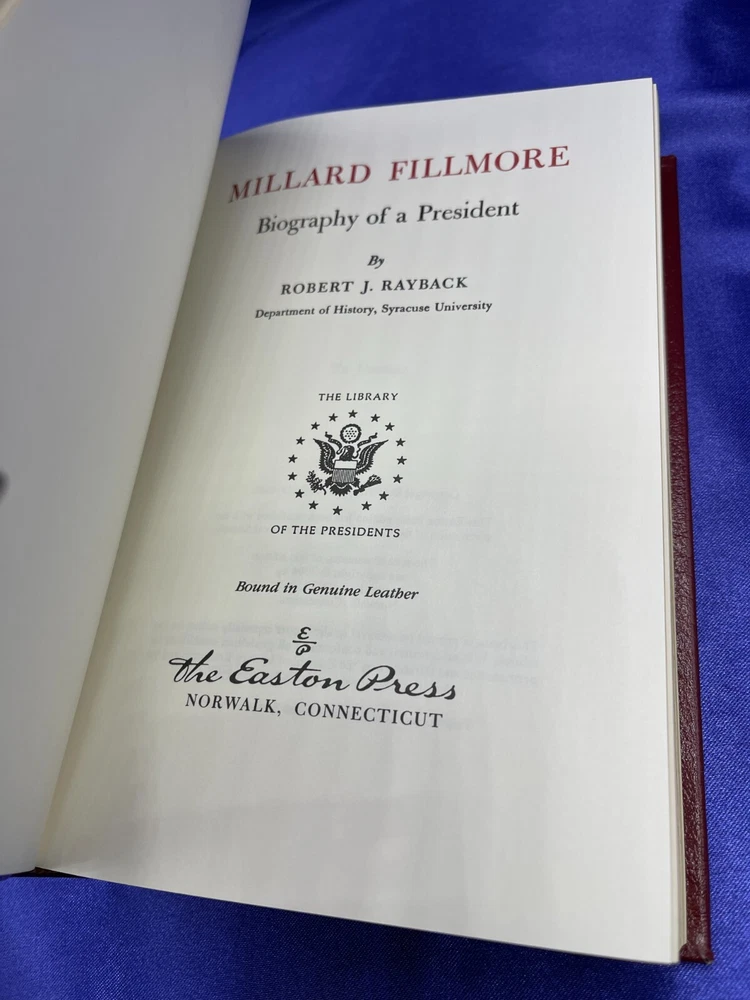 MILLARD FILLMORE
Biography of a President
By
ROBERT J. RAYBACK
Department of History, Syracuse University
THE LIBRARY
OF THE PRESIDENTS
Bound in Genuine Leather
E
P
The Easton Press
NORWALK, CONNECTICUT